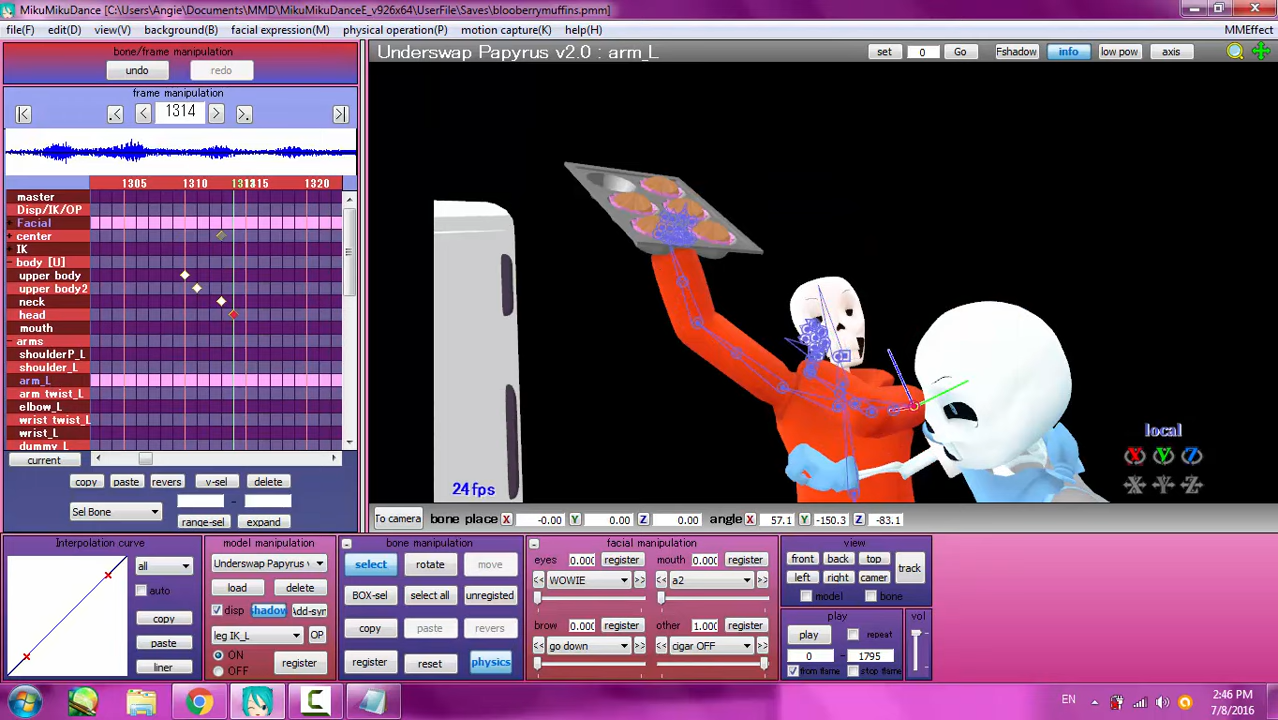 MikuMikuDance [C:\Users\Angie\Documents\MMD\MikuMikuDanceE_v926x64\UserFile\Saves\blooberrymuffins.pmm]
file(F) edit(D) view(V) background(B) facial expression(M) physical operation(P) motion capture(K) help(H) MMEffect
bone/frame manipulation
undo redo
frame manipulation
1314
Underswap Papyrus v2.0 : arm_L
set 0 Go Fshadow info low pow axis
1305 1310 1315 1320
master
Disp/IK/OP
Facial
center
IK
body [U]
upper body
upper body2
neck
head
mouth
arms
shoulderP_L
shoulder_L
arm_L
arm twist_L
elbow_L
wrist twist_L
wrist_L
dummy_L
current
copy paste revers v-sel delete
Sel Bone -
range-sel expand
24fps
local
X Y Z
X Y Z
To camera bone place X -0.00 Y 0.00 Z 0.00 angle X 57.1 Y -150.3 Z -83.1
Interpolation curve
all
auto
copy
paste
liner
model manipulation
Underswap Papyrus
load delete
disp shadow Add-syn
leg IK_L OP
ON
OFF
register
bone manipulation
select rotate move
BOX-sel select all unregisted
copy paste revers
register reset physics
facial manipulation
eyes 0.000 register mouth 0.000 register
<< WOWIE >> << a2 >>
brow 0.000 register other 1.000 register
<< go down >> << cigar OFF >>
view
front back top
left right camer
track
model bone
play
play repeat
0 - 1795
from flame stop flame
vol
EN
2:46 PM
7/8/2016